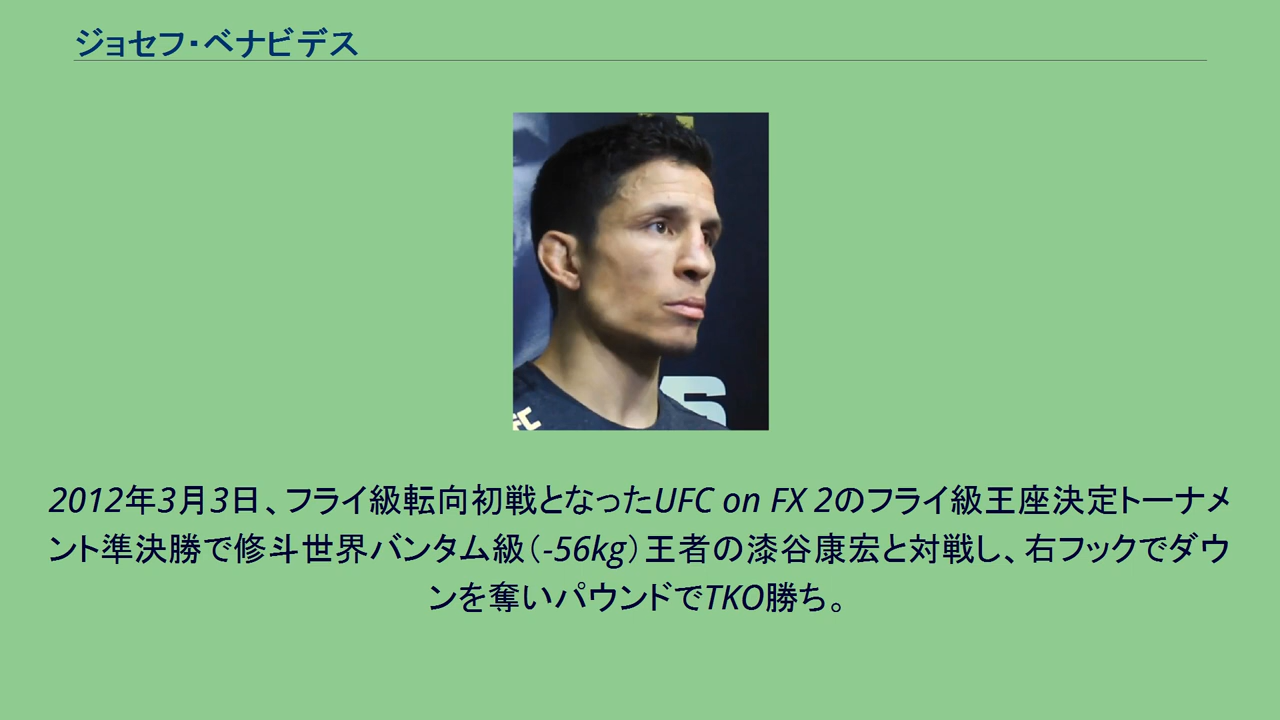 ジョセフ・ベナビデス
FC
S
2012年3月3日、フライ級転向初戦となったUFC on FX 2のフライ級王座決定トーナメ
ント準決勝で修斗世界バンタム級（-56kg）王者の漆谷康宏と対戦し、右フックでダウ
ンを奪いパウンドでTKO勝ち。